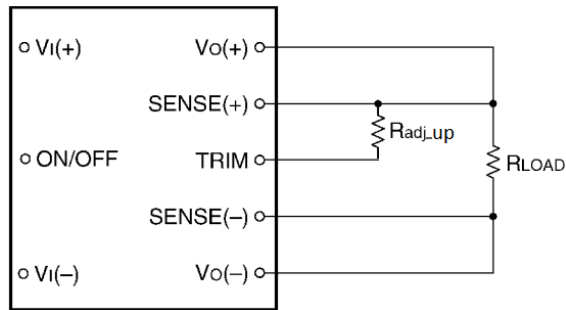 VI(+) VO(+)
SENSE(+)
Radj_up
ON/OFF TRIM RLOAD
SENSE(–)
VI(–) VO(–)